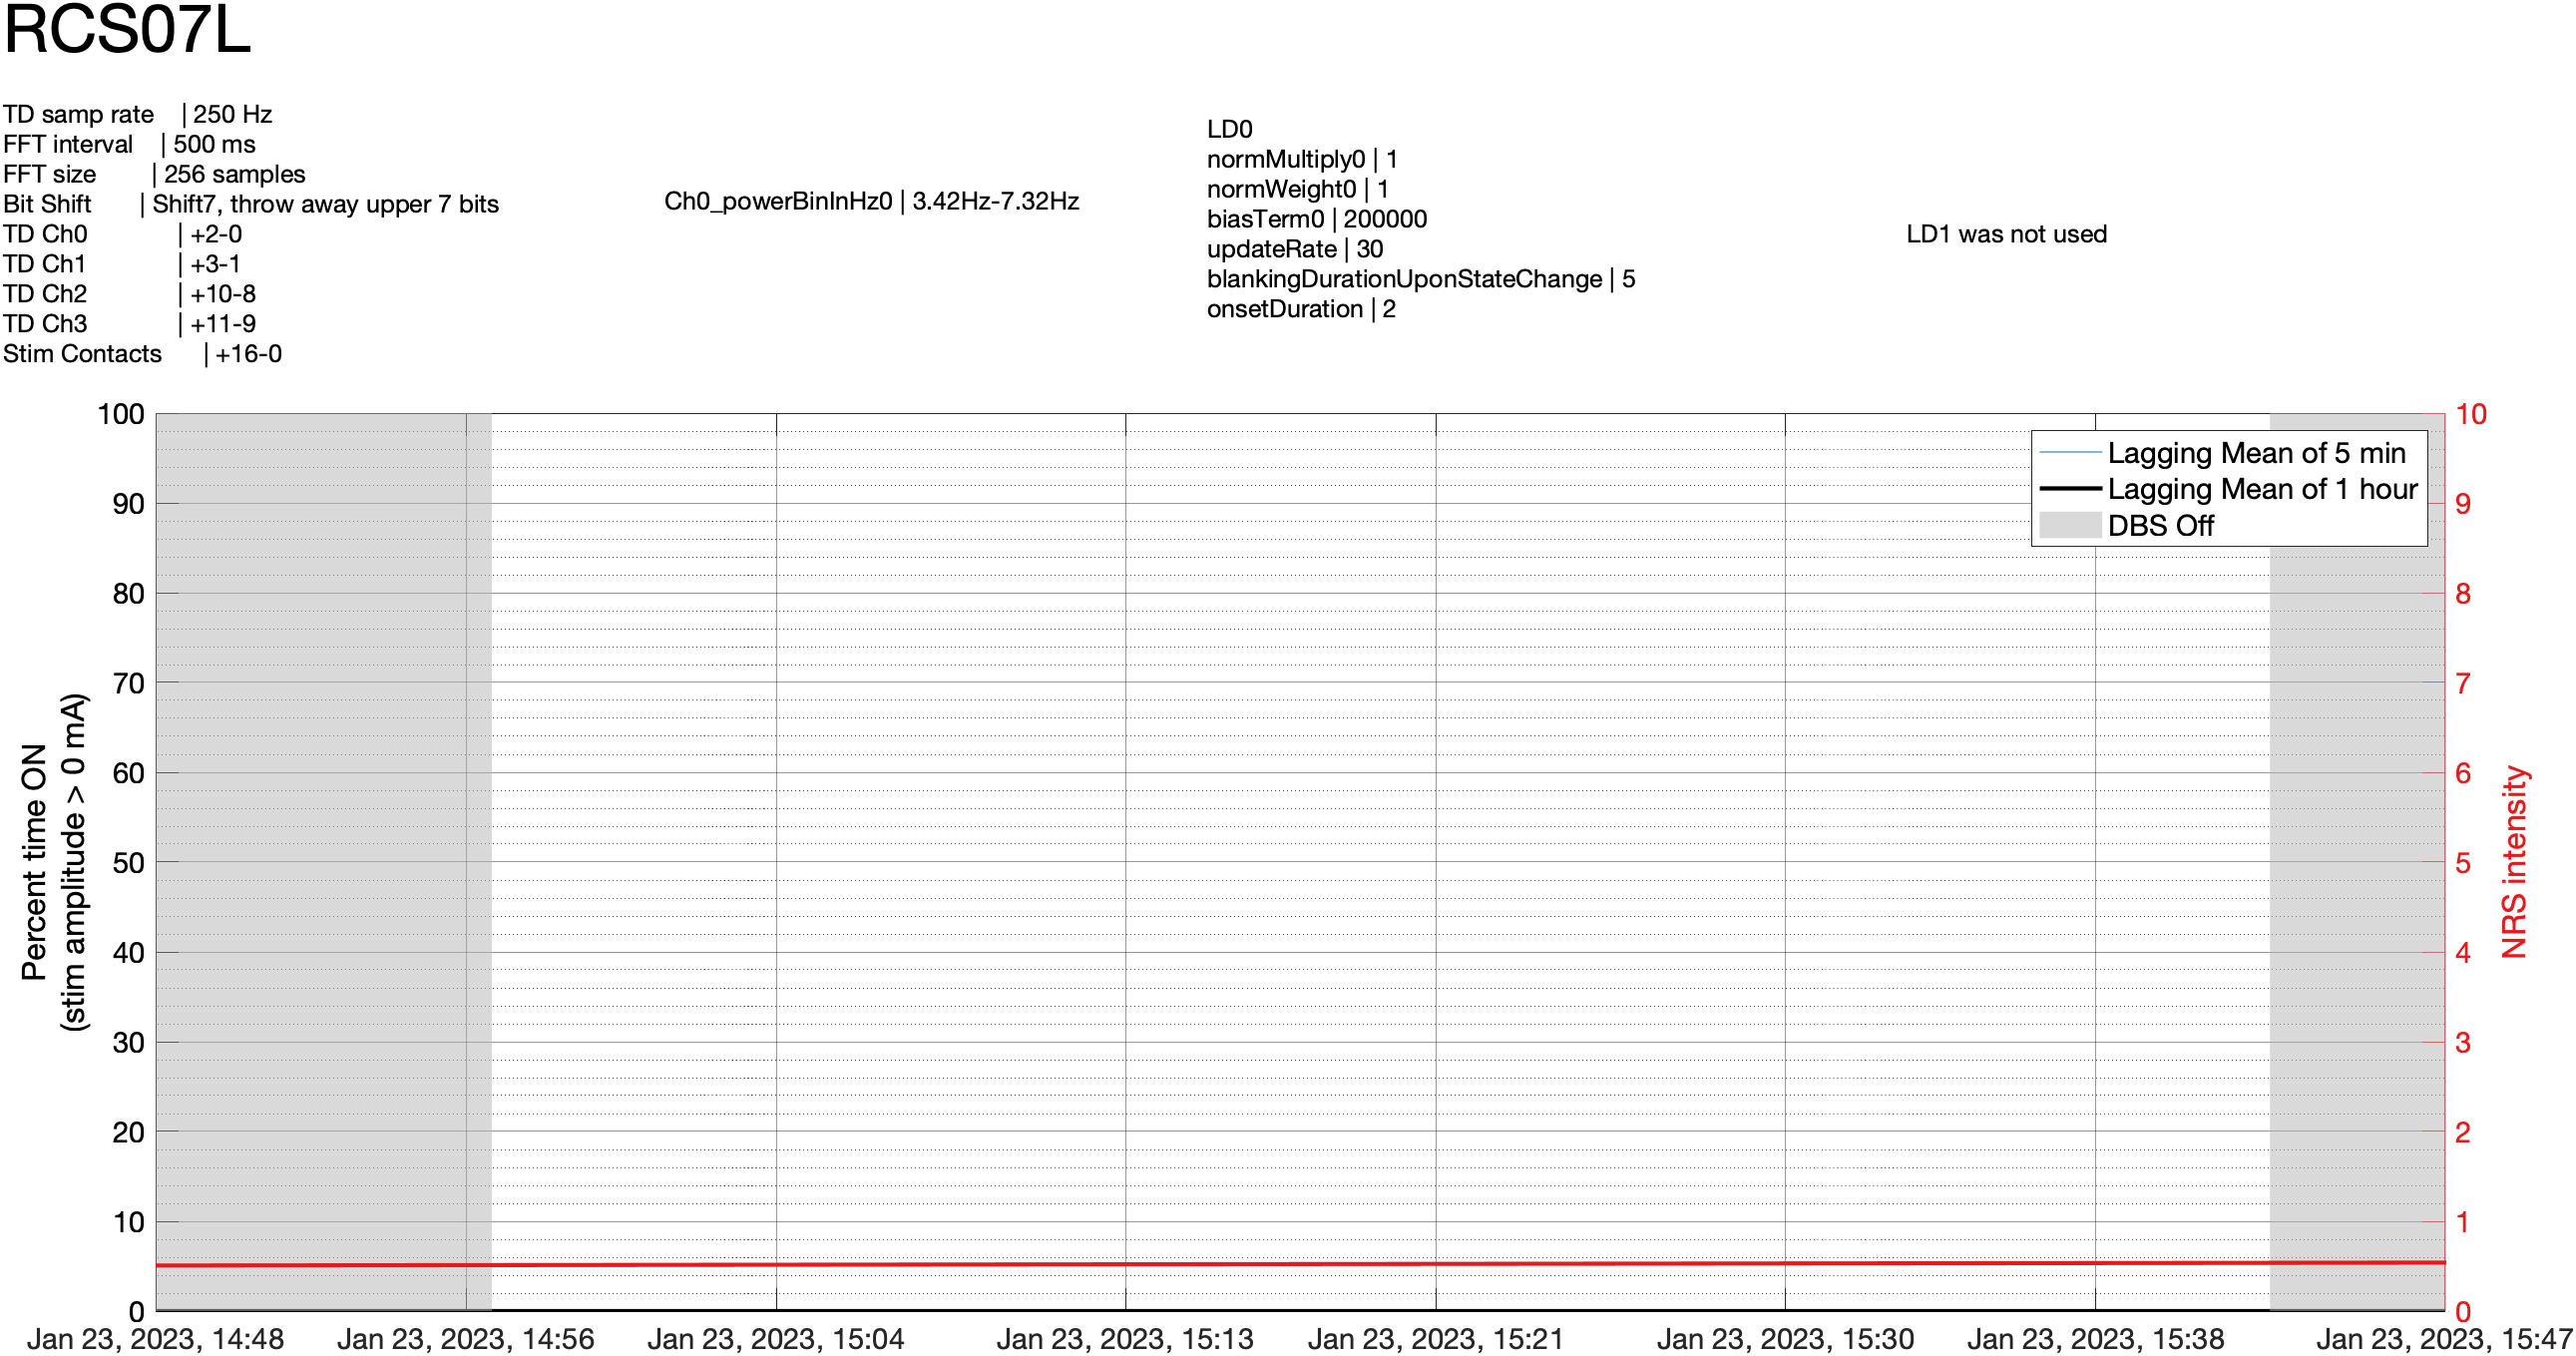 RCS07L
TD samp rate | 250 Hz
FFT interval | 500 ms
FFT size | 256 samples
Bit Shift | Shift7, throw away upper 7 bits
TD Ch0 | +2-0
TD Ch1 | +3-1
TD Ch2 | +10-8
TD Ch3 | +11-9
Stim Contacts | +16-0
Ch0_powerBinInHz0 | 3.42Hz-7.32Hz
LD0
normMultiply0 | 1
normWeight0 | 1
biasTerm0 | 200000
updateRate | 30
blankingDurationUponStateChange | 5
onsetDuration | 2
LD1 was not used
Percent time ON
(stim amplitude > 0 mA)
100
90
80
70
60
50
40
30
20
10
0
Lagging Mean of 5 min
Lagging Mean of 1 hour
DBS Off
10
9
8
7
6
5
4
3
2
1
0
NRS intensity
Jan 23, 2023, 14:48
Jan 23, 2023, 14:56
Jan 23, 2023, 15:04
Jan 23, 2023, 15:13
Jan 23, 2023, 15:21
Jan 23, 2023, 15:30
Jan 23, 2023, 15:38
Jan 23, 2023, 15:47